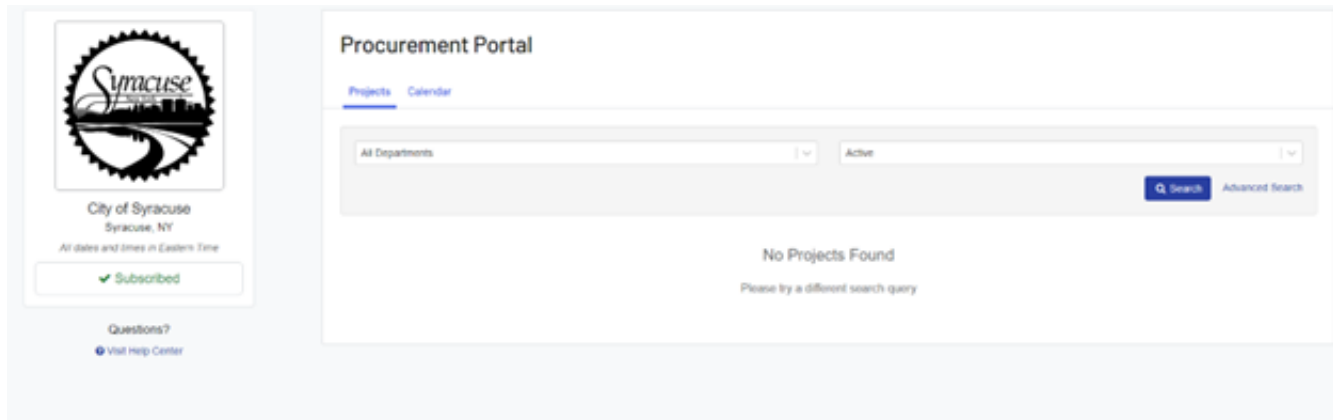 Syracuse
City of Syracuse
Syracuse, NY
All dates and times in Eastern Time
Subscribed
Questions?
Visit Help Center
Procurement Portal
Projects Calendar
All Departments Active
Search Advanced Search
No Projects Found
Please try a different search query